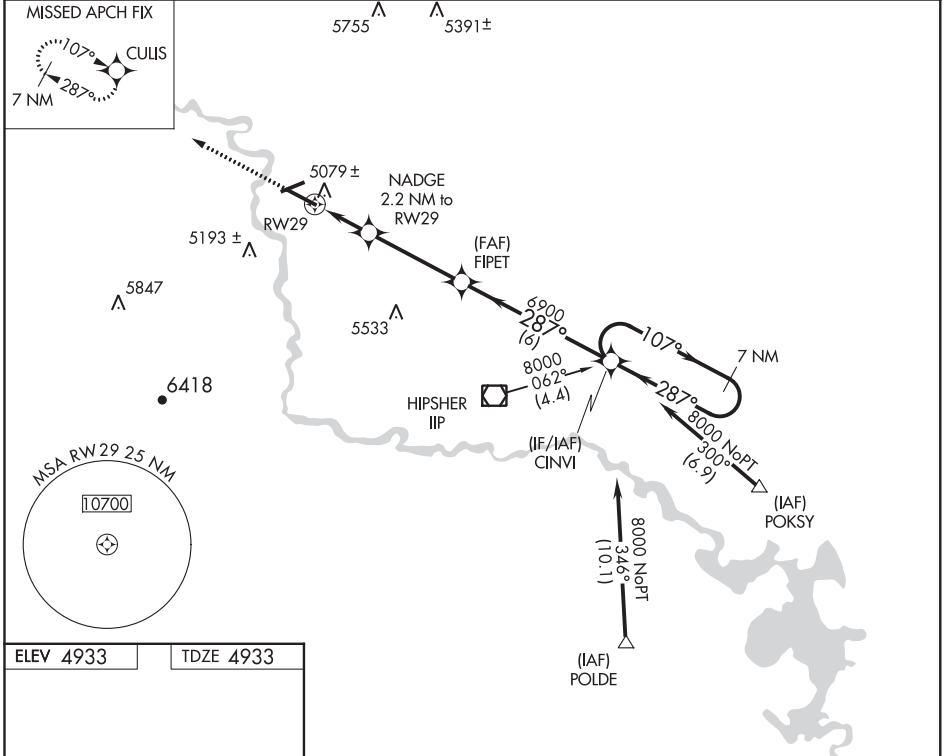 MISSED APCH FIX
107°
CULIS
287°
7 NM
5755
5391±
5079±
NADGE
2.2 NM to
RW29
RW29
5193 ±
(FAF)
FIPET
5847
5533
6900
287°
(6)
107°
7 NM
8000
062°
(4.4)
287°
6418
HIPSHER
IIP
(IF/IAF)
CINVI
8000 NoPT
300°
(6.9)
(IAF)
POKSY
MSA RW29 25 NM
10700
8000 NoPT
346°
(10.1)
(IAF)
POLDE
ELEV 4933
TDZE 4933